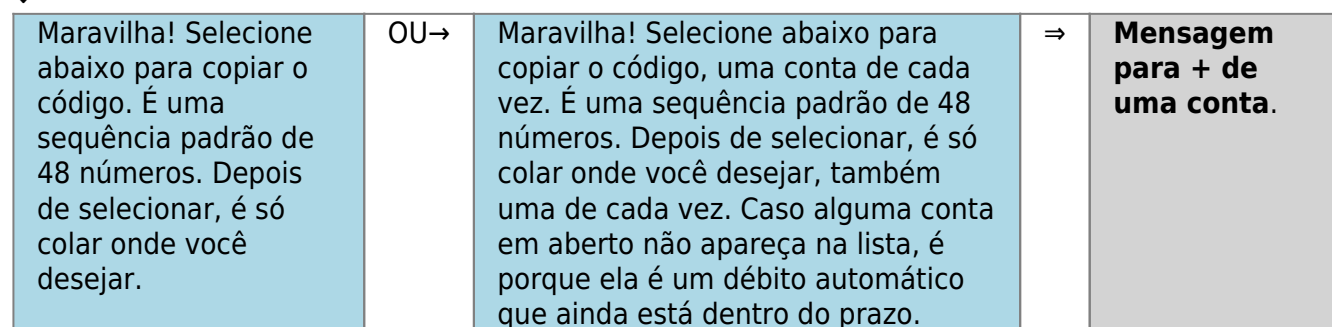 Maravilha! Selecione
abaixo para copiar o
código. É uma
sequência padrão de
48 números. Depois
de selecionar, é só
colar onde você
desejar.
OU→
Maravilha! Selecione abaixo para
copiar o código, uma conta de cada
vez. É uma sequência padrão de 48
números. Depois de selecionar, é só
colar onde você desejar, também
uma de cada vez. Caso alguma conta
em aberto não apareça na lista, é
porque ela é um débito automático
que ainda está dentro do prazo.
⇒
Mensagem
para + de
uma conta.